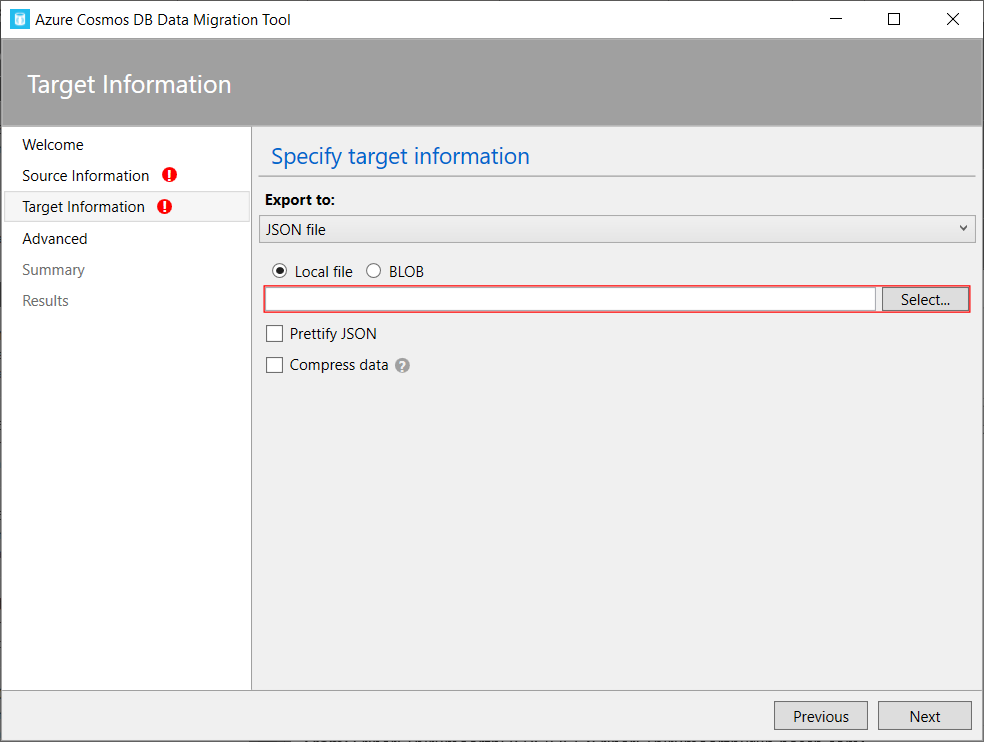 Azure Cosmos DB Data Migration Tool
Target Information
Welcome
Source Information
Target Information
Advanced
Summary
Results
Specify target information
Export to:
JSON file
Local file BLOB
Select...
Prettify JSON
Compress data ?
Previous Next